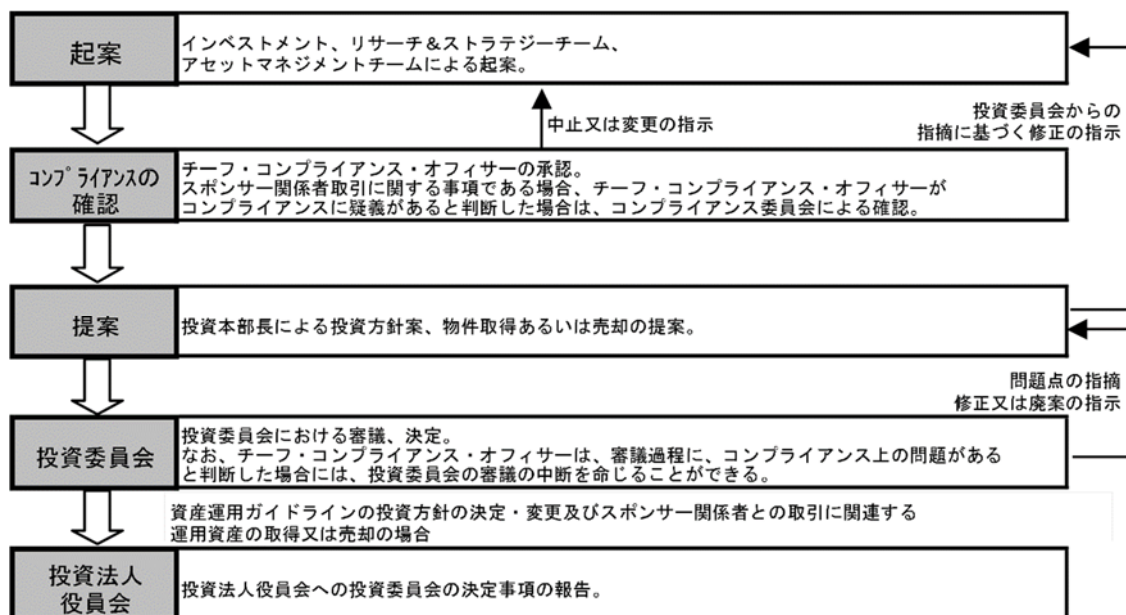 起案
インベストメント、リサーチ&ストラテジーチーム、
アセットマネジメントチームによる起案。
中止又は変更の指示
投資委員会からの
指摘に基づく修正の指示
コンプライアンスの
確認
チーフ・コンプライアンス・オフィサーの承認。
スポンサー関係者取引に関する事項である場合、チーフ・コンプライアンス・オフィサーが
コンプライアンスに疑義があると判断した場合は、コンプライアンス委員会による確認。
提案
投資本部長による投資方針案、物件取得あるいは売却の提案。
問題点の指摘
修正又は廃案の指示
投資委員会
投資委員会における審議、決定。
なお、チーフ・コンプライアンス・オフィサーは、審議過程に、コンプライアンス上の問題がある
と判断した場合には、投資委員会の審議の中断を命じることができる。
資産運用ガイドラインの投資方針の決定・変更及びスポンサー関係者との取引に関連する
運用資産の取得又は売却の場合
投資法人
役員会
投資法人役員会への投資委員会の決定事項の報告。